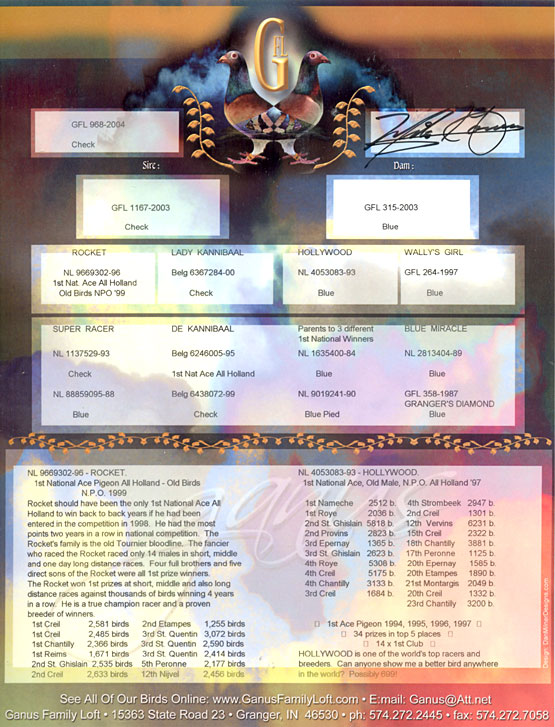 GFL
GFL 968-2004
Check
Sire :
Dam :
GFL 1167-2003
Check
GFL 315-2003
Blue
ROCKET LADY KANNIBAAL HOLLYWOOD WALLY'S GIRL
NL 9669302-96 Belg 6367284-00 NL 4053083-93 GFL 264-1997
1st Nat. Ace All Holland
Old Birds NPO '99 Check Blue Blue
SUPER RACER DE KANNIBAAL Parents to 3 different BLUE MIRACLE
1st National Winners
NL 1137529-93 Belg 6246005-95 NL 1635400-84 NL 2813404-89
Check 1st Nat Ace All Holland Blue Blue
NL 88859095-88 Belg 6438072-99 NL 9019241-90 GFL 358-1987
GRANGER'S DIAMOND
Blue Check Blue Pied Blue
NL 9669302-96 - ROCKET.
1st National Ace Pigeon All Holland - Old Birds
N.P.O. 1999
Rocket should have been the only 1st National Ace All
Holland to win back to back years if he had been
entered in the competition in 1998. He had the most
points two years in a row in national competition. The
Rocket's family is the old Tournier bloodline. The fancier
who raced the Rocket raced only 14 males in short, middle
and one day long distance races. Four full brothers and five
direct sons of the Rocket were all 1st prize winners.
The Rocket won 1st prizes at short, middle and also long
distance races against thousands of birds winning 4 years
in a row. He is a true champion racer and a proven
breeder of winners.
1st Creil 2,581 birds 2nd Etampes 1,255 birds
1st Creil 2,485 birds 3rd St. Quentin 3,072 birds
1st Chantilly 2,366 birds 3rd St. Quentin 2,590 birds
1st Reims 1,671 birds 3rd St. Quentin 2,414 birds
2nd St. Ghislain 2,535 birds 5th Peronne 2,177 birds
2nd Creil 2,633 birds 12th Nijvel 2,456 birds
NL 4053083-93 - HOLLYWOOD.
1st National Ace, Old Male, N.P.O. All Holland '97
1st Nameche 2512 b. 4th Strombeek 2947 b.
1st Roye 2036 b. 2nd Creil 1301 b.
2nd St. Ghislain 5818 b. 12th Vervins 6231 b.
2nd Provins 2823 b. 15th Creil 2322 b.
3rd Epernay 1365 b. 18th Chantilly 3881 b.
3rd St. Ghislain 2623 b. 17th Peronne 1125 b.
4th Roye 5308 b. 20th Epernay 1585 b.
4th Creil 5175 b. 20th Etampes 1890 b.
4th Chantilly 3133 b. 21st Montargis 2049 b.
3rd Creil 1684 b. 20th Creil 1332 b.
23rd Chantilly 3200 b.
□ 1st Ace Pigeon 1994, 1995, 1996, 1997 □
□ 34 prizes in top 5 places □
□ 14 x 1st Club □
HOLLYWOOD is one of the world's top racers and
breeders. Can anyone show me a better bird anywhere
in the world? Possibly 699!
See All Of Our Birds Online: www.GanusFamilyLoft.com • E:mail: Ganus@Att.net
Ganus Family Loft • 15363 State Road 23 • Granger, IN 46530 • ph: 574.272.2445 • fax: 574.272.7058